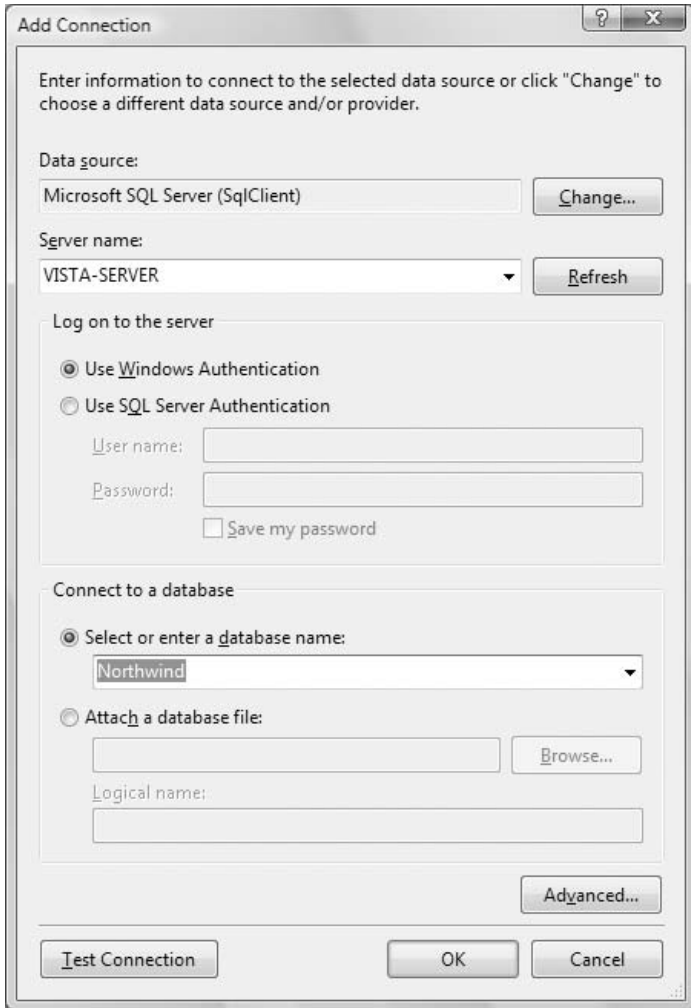 Add Connection
?
Enter information to connect to the selected data source or click "Change" to
choose a different data source and/or provider.
Data source:
Microsoft SQL Server (SqlClient)
Change...
Server name:
VISTA-SERVER
Refresh
Log on to the server
Use Windows Authentication
Use SQL Server Authentication
User name:
Password:
Save my password
Connect to a database
Select or enter a database name:
Northwind
Attach a database file:
Browse...
Logical name:
Advanced...
Test Connection
OK
Cancel